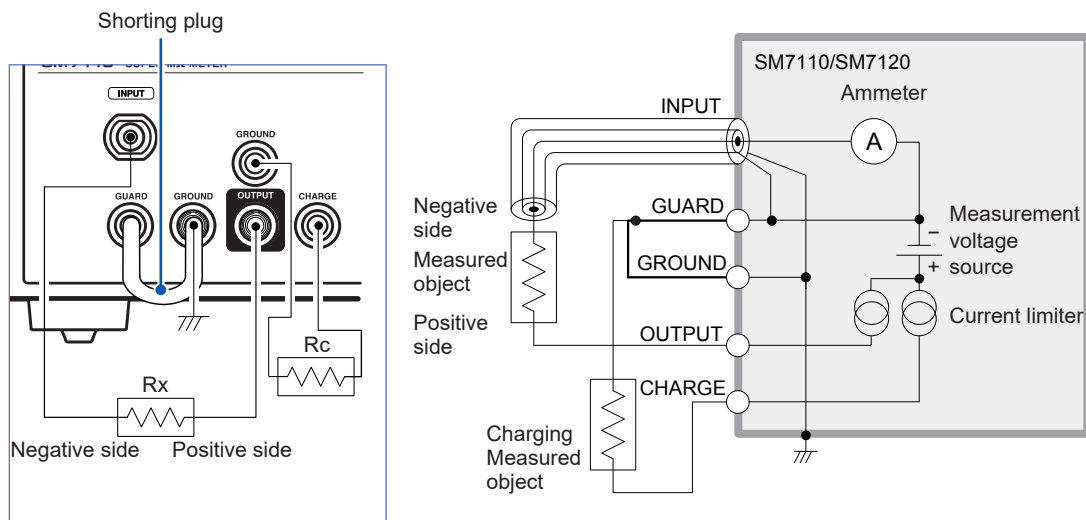 Shorting plug
INPUT
GROUND
GUARD
GROUND
OUTPUT
CHARGE
Rc
Rx
Negative side
Positive side
SM7110/SM7120
Ammeter
INPUT
A
Negative
side
GUARD
Measurement
voltage
source
−
+
Measured
object
GROUND
Positive
side
OUTPUT
Current limiter
CHARGE
Charging
Measured
object